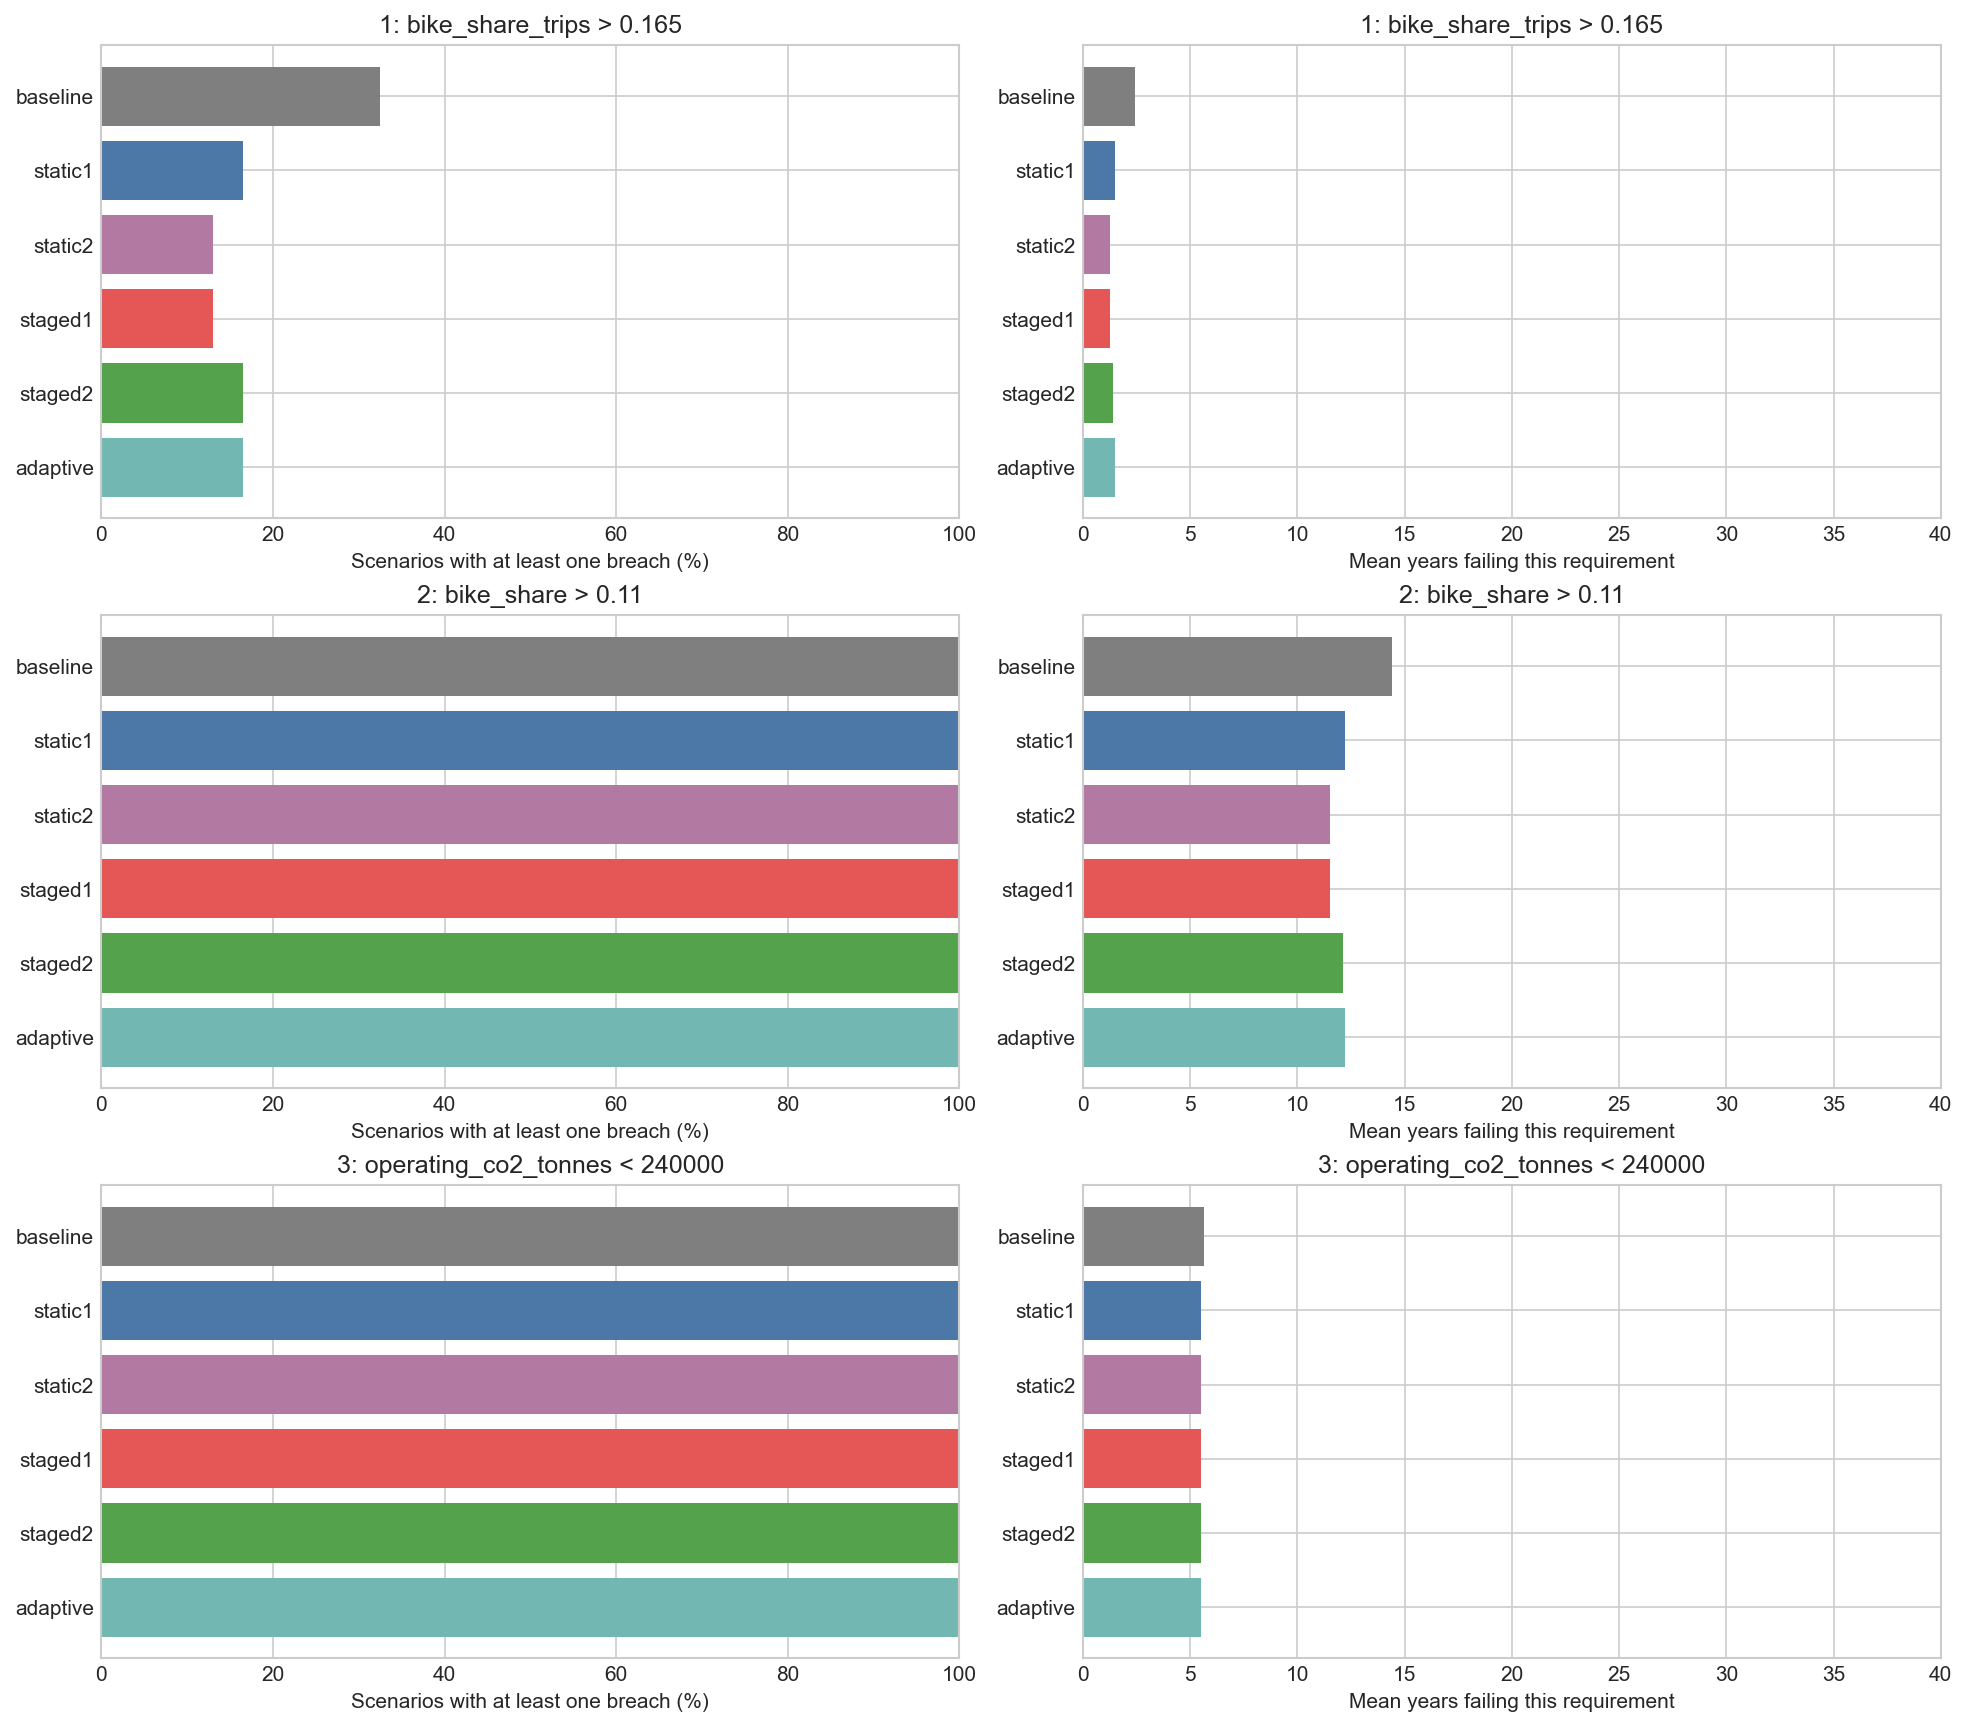 1: bike_share_trips > 0.165
baseline
static1
static2
staged1
staged2
adaptive
0 20 40 60 80 100
Scenarios with at least one breach (%)
1: bike_share_trips > 0.165
baseline
static1
static2
staged1
staged2
adaptive
0 5 10 15 20 25 30 35 40
Mean years failing this requirement
2: bike_share > 0.11
baseline
static1
static2
staged1
staged2
adaptive
0 20 40 60 80 100
Scenarios with at least one breach (%)
2: bike_share > 0.11
baseline
static1
static2
staged1
staged2
adaptive
0 5 10 15 20 25 30 35 40
Mean years failing this requirement
3: operating_co2_tonnes < 240000
baseline
static1
static2
staged1
staged2
adaptive
0 20 40 60 80 100
Scenarios with at least one breach (%)
3: operating_co2_tonnes < 240000
baseline
static1
static2
staged1
staged2
adaptive
0 5 10 15 20 25 30 35 40
Mean years failing this requirement